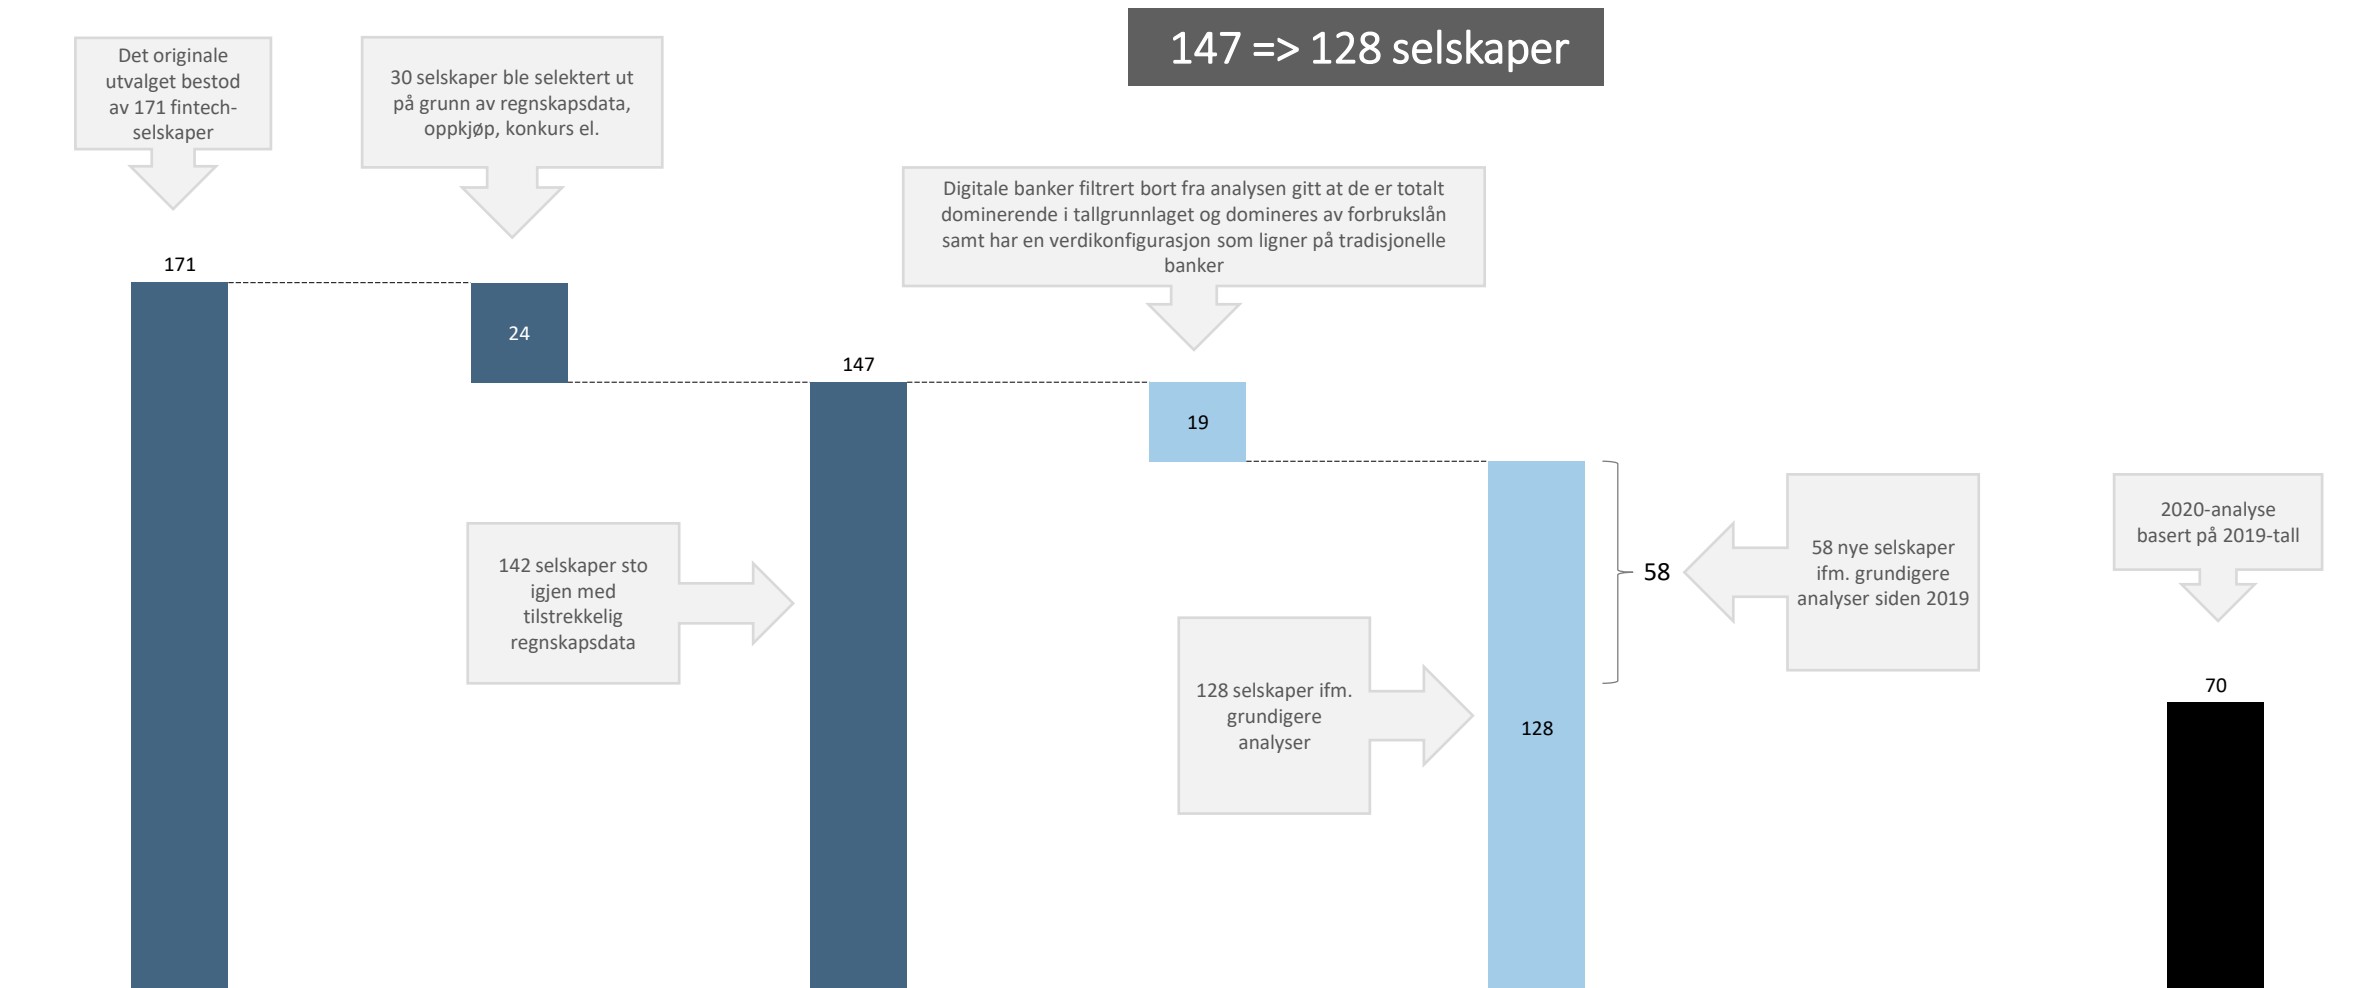 147 => 128 selskaper
Det originale
utvalget bestod
av 171 fintech-
selskaper
30 selskaper ble selektert ut
på grunn av regnskapsdata,
oppkjøp, konkurs el.
Digitale banker filtrert bort fra analysen gitt at de er totalt
dominerende i tallgrunnlaget og domineres av forbrukslån
samt har en verdikonfigurasjon som ligner på tradisjonelle
banker
171
24
147
19
142 selskaper sto
igjen med
tilstrekkelig
regnskapsdata
128 selskaper ifm.
grundigere
analyser
128
58
58 nye selskaper
ifm. grundigere
analyser siden 2019
2020-analyse
basert på 2019-tall
70